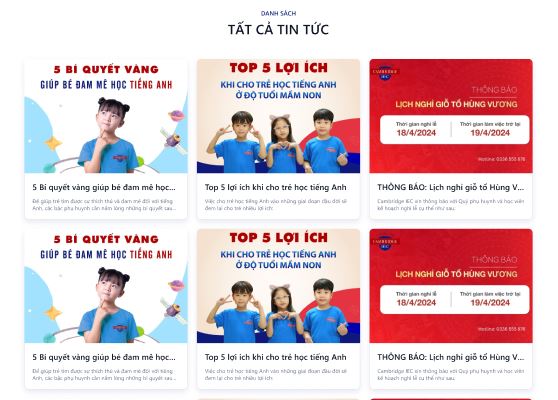 DANH SÁCH
TẤT CẢ TIN TỨC
5 BÍ QUYẾT VÀNG
GIÚP BÉ ĐAM MÊ HỌC TIẾNG ANH
5 Bí quyết vàng giúp bé đam mê học...
Để giúp trẻ tìm được sự thích thú và đam mê đối với tiếng
Anh, các bậc phụ huynh cần nắm lòng những bí quyết sau...
TOP 5 LỢI ÍCH
KHI CHO TRẺ HỌC TIẾNG ANH
Ở ĐỘ TUỔI MẦM NON
Top 5 lợi ích khi cho trẻ học tiếng Anh
Việc cho trẻ học tiếng Anh vào những giai đoạn đầu đời sẽ
đem lại cho trẻ nhiều lợi ích:
CAMBRIDGE
IEC
THÔNG BÁO
LỊCH NGHỈ GIỖ TỔ HÙNG VƯƠNG
Thời gian nghỉ lễ
18/4/2024
Thời gian làm việc trở lại
19/4/2024
Hotline: 0336 555 876
THÔNG BÁO: Lịch nghỉ giỗ tổ Hùng V...
Cambridge IEC xin thông báo với Quý phụ huynh và học viên
kế hoạch nghỉ lễ cụ thể như sau.
5 BÍ QUYẾT VÀNG
GIÚP BÉ ĐAM MÊ HỌC TIẾNG ANH
5 Bí quyết vàng giúp bé đam mê học...
Để giúp trẻ tìm được sự thích thú và đam mê đối với tiếng
Anh, các bậc phụ huynh cần nắm lòng những bí quyết sau...
TOP 5 LỢI ÍCH
KHI CHO TRẺ HỌC TIẾNG ANH
Ở ĐỘ TUỔI MẦM NON
Top 5 lợi ích khi cho trẻ học tiếng Anh
Việc cho trẻ học tiếng Anh vào những giai đoạn đầu đời sẽ
đem lại cho trẻ nhiều lợi ích:
CAMBRIDGE
IEC
THÔNG BÁO
LỊCH NGHỈ GIỖ TỔ HÙNG VƯƠNG
Thời gian nghỉ lễ
18/4/2024
Thời gian làm việc trở lại
19/4/2024
Hotline: 0336 555 876
THÔNG BÁO: Lịch nghỉ giỗ tổ Hùng V...
Cambridge IEC xin thông báo với Quý phụ huynh và học viên
kế hoạch nghỉ lễ cụ thể như sau.